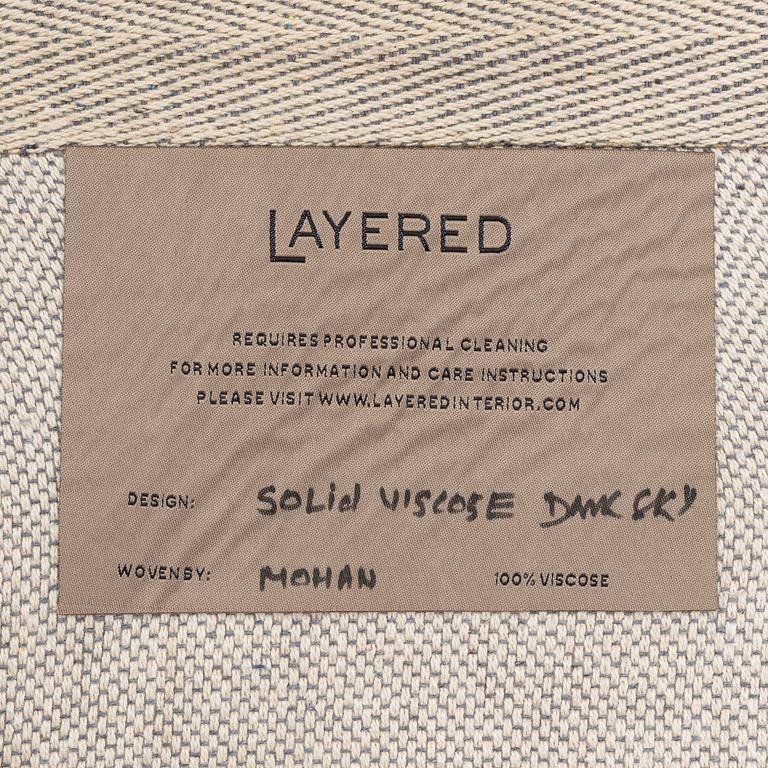 LAYERED
REQUIRES PROFESSIONAL CLEANING
FOR MORE INFORMATION AND CARE INSTRUCTIONS
PLEASE VISIT WWW.LAYEREDINTERIOR.COM
DESIGN: SOLid VISCOSE DARK SKY
WOVEN BY: MOHAN 100% VISCOSE